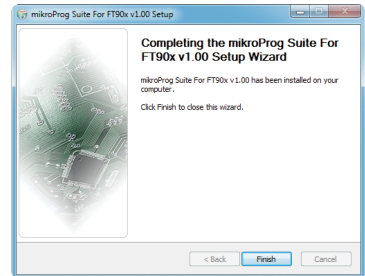 mikroProg Suite For FT90x v1.00 Setup
Completing the mikroProg Suite For
FT90x v1.00 Setup Wizard
mikroProg Suite For FT90x v1.00 has been installed on your
computer.
Click Finish to close this wizard.
< Back
Finish
Cancel